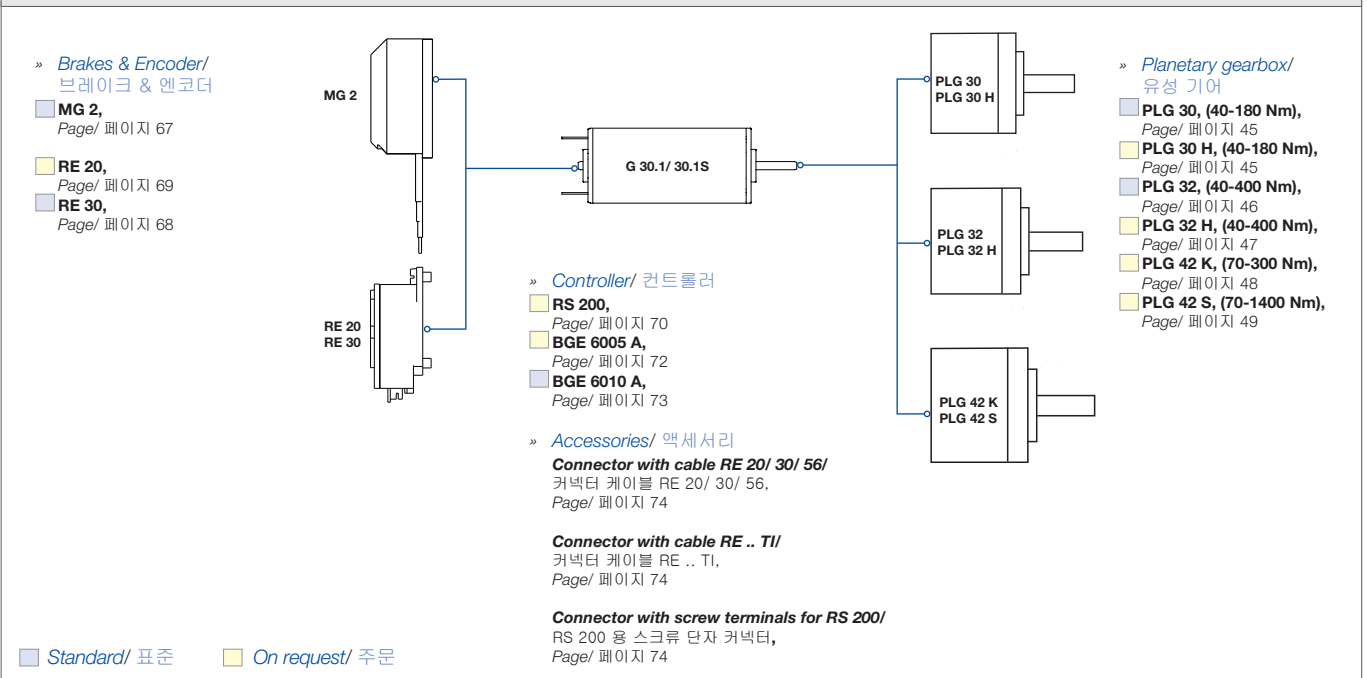 » Brakes & Encoder/
브레이크 & 엔코더
MG 2,
Page/ 페이지 67
RE 20,
Page/ 페이지 69
RE 30,
Page/ 페이지 68
MG 2
RE 20
RE 30
G 30.1/ 30.1S
» Controller/ 컨트롤러
RS 200,
Page/ 페이지 70
BGE 6005 A,
Page/ 페이지 72
BGE 6010 A,
Page/ 페이지 73
» Accessories/ 액세서리
Connector with cable RE 20/ 30/ 56/
커넥터 케이블 RE 20/ 30/ 56,
Page/ 페이지 74
Connector with cable RE .. TI/
커넥터 케이블 RE .. TI,
Page/ 페이지 74
Connector with screw terminals for RS 200/
RS 200 용 스크류 단자 커넥터,
Page/ 페이지 74
PLG 30
PLG 30 H
PLG 32
PLG 32 H
PLG 42 K
PLG 42 S
» Planetary gearbox/
유성 기어
PLG 30, (40-180 Nm),
Page/ 페이지 45
PLG 30 H, (40-180 Nm),
Page/ 페이지 45
PLG 32, (40-400 Nm),
Page/ 페이지 46
PLG 32 H, (40-400 Nm),
Page/ 페이지 47
PLG 42 K, (70-300 Nm),
Page/ 페이지 48
PLG 42 S, (70-1400 Nm),
Page/ 페이지 49
Standard/ 표준
On request/ 주문